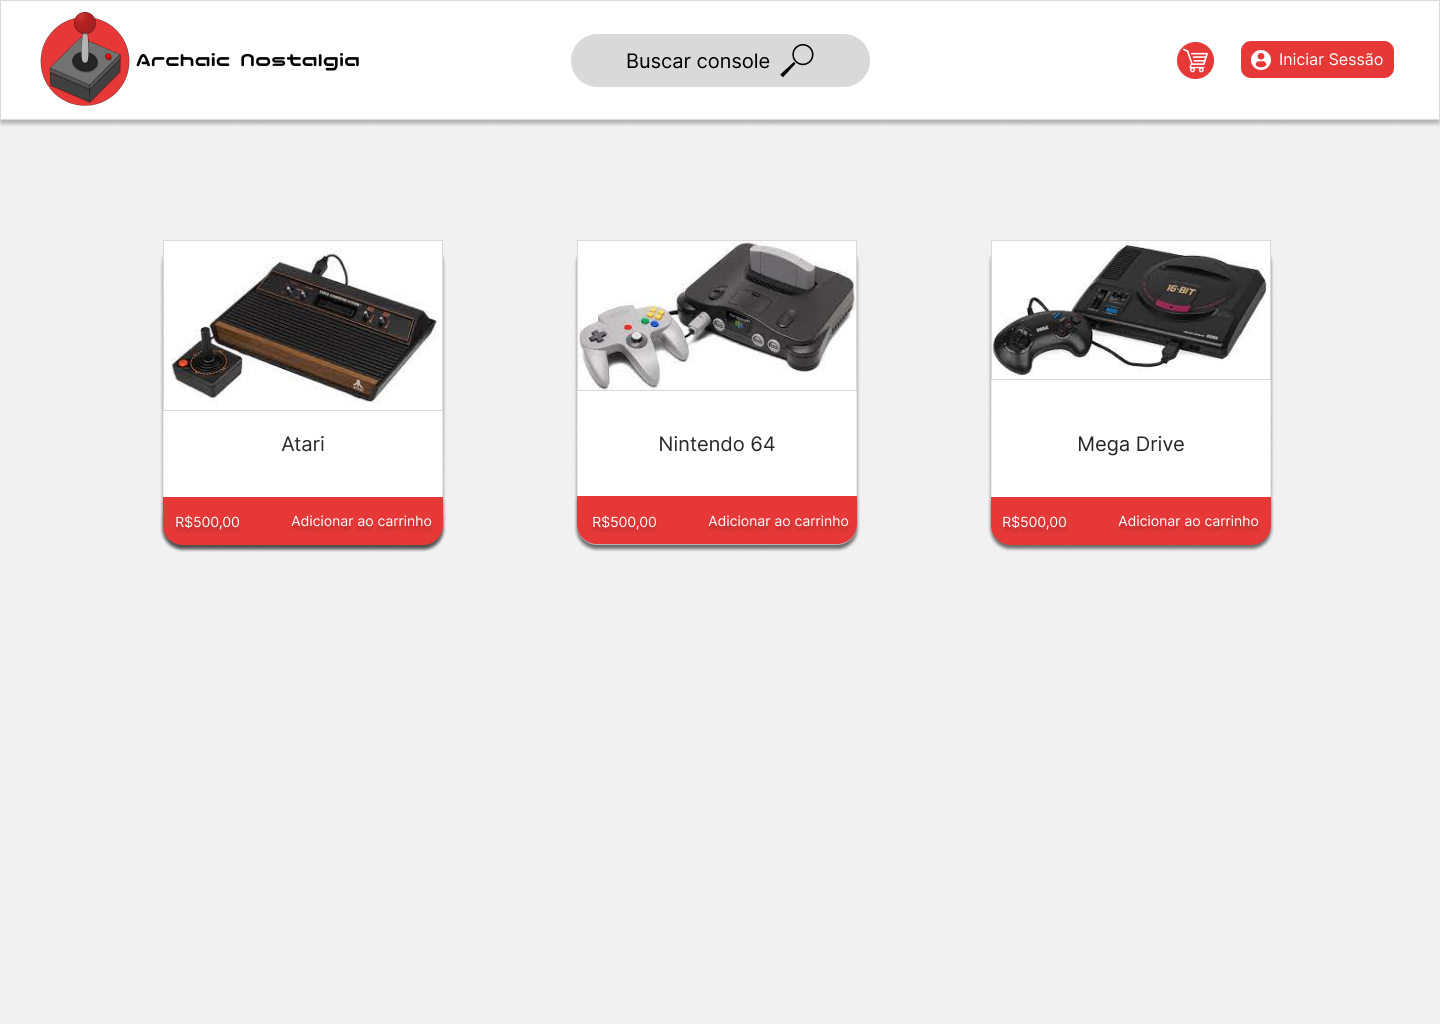 Archaic Nostalgia
Buscar console
Iniciar Sessão
16-BIT
SEGA
Atari
Nintendo 64
Mega Drive
R$500,00 Adicionar ao carrinho
R$500,00 Adicionar ao carrinho
R$500,00 Adicionar ao carrinho